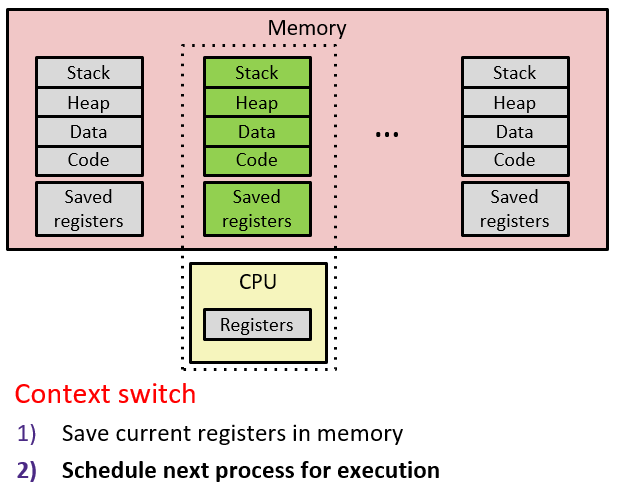 Memory
Stack
Heap
Data
Code
Saved
registers
Stack
Heap
Data
Code
Saved
registers
...
Stack
Heap
Data
Code
Saved
registers
CPU
Registers
Context switch
1) Save current registers in memory
2) Schedule next process for execution